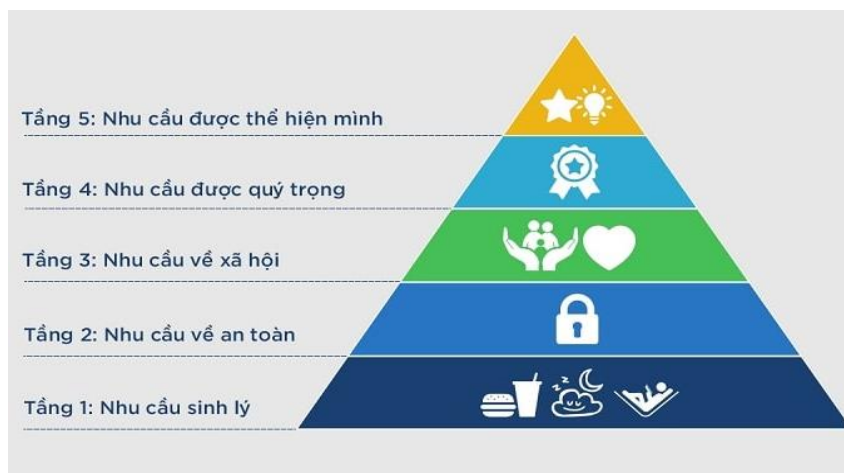 Tầng 5: Nhu cầu được thể hiện mình
Tầng 4: Nhu cầu được quý trọng
Tầng 3: Nhu cầu về xã hội
Tầng 2: Nhu cầu về an toàn
Tầng 1: Nhu cầu sinh lý